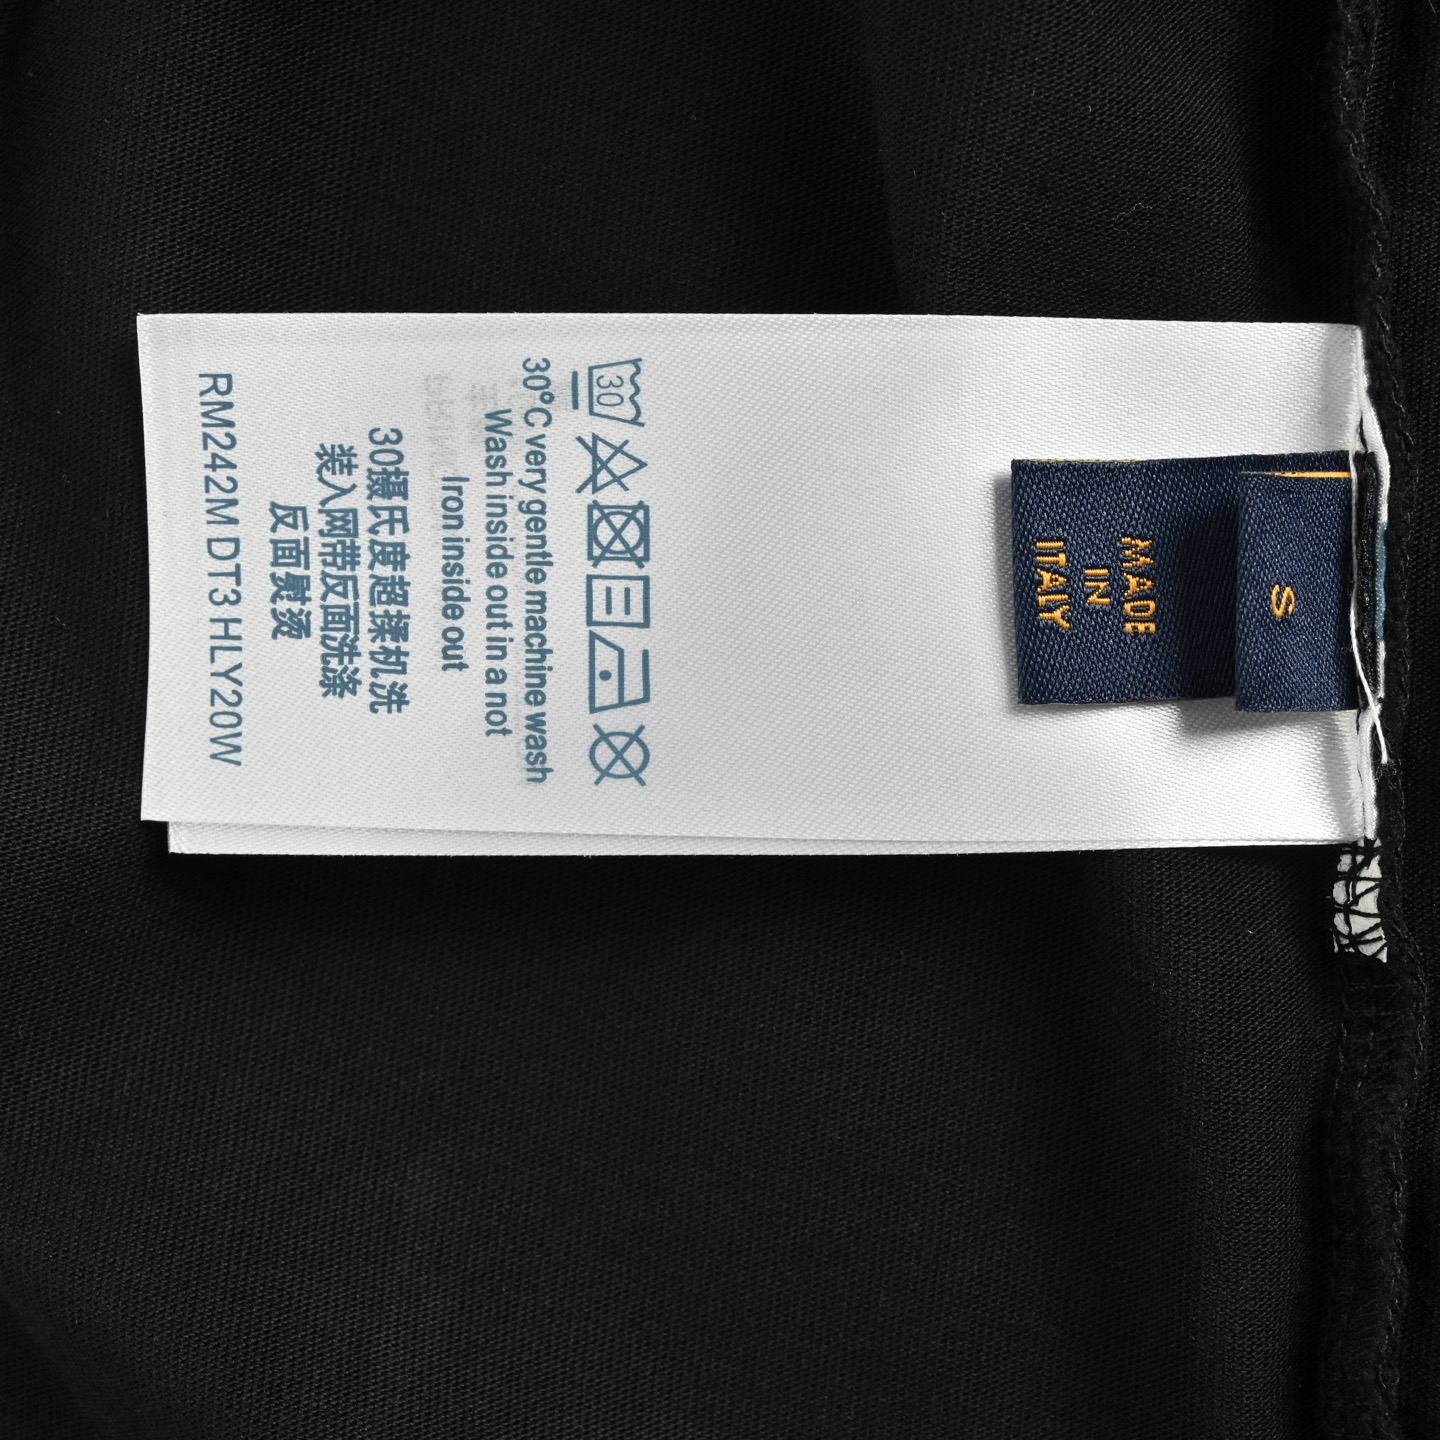 MADE
IN
ITALY
S
30
30°C very gentle machine wash
Wash inside out in a not
Iron inside out
30摄氏度超揉机洗
装入网带反面洗涤
反面熨烫
RM242M DT3 HLY20W